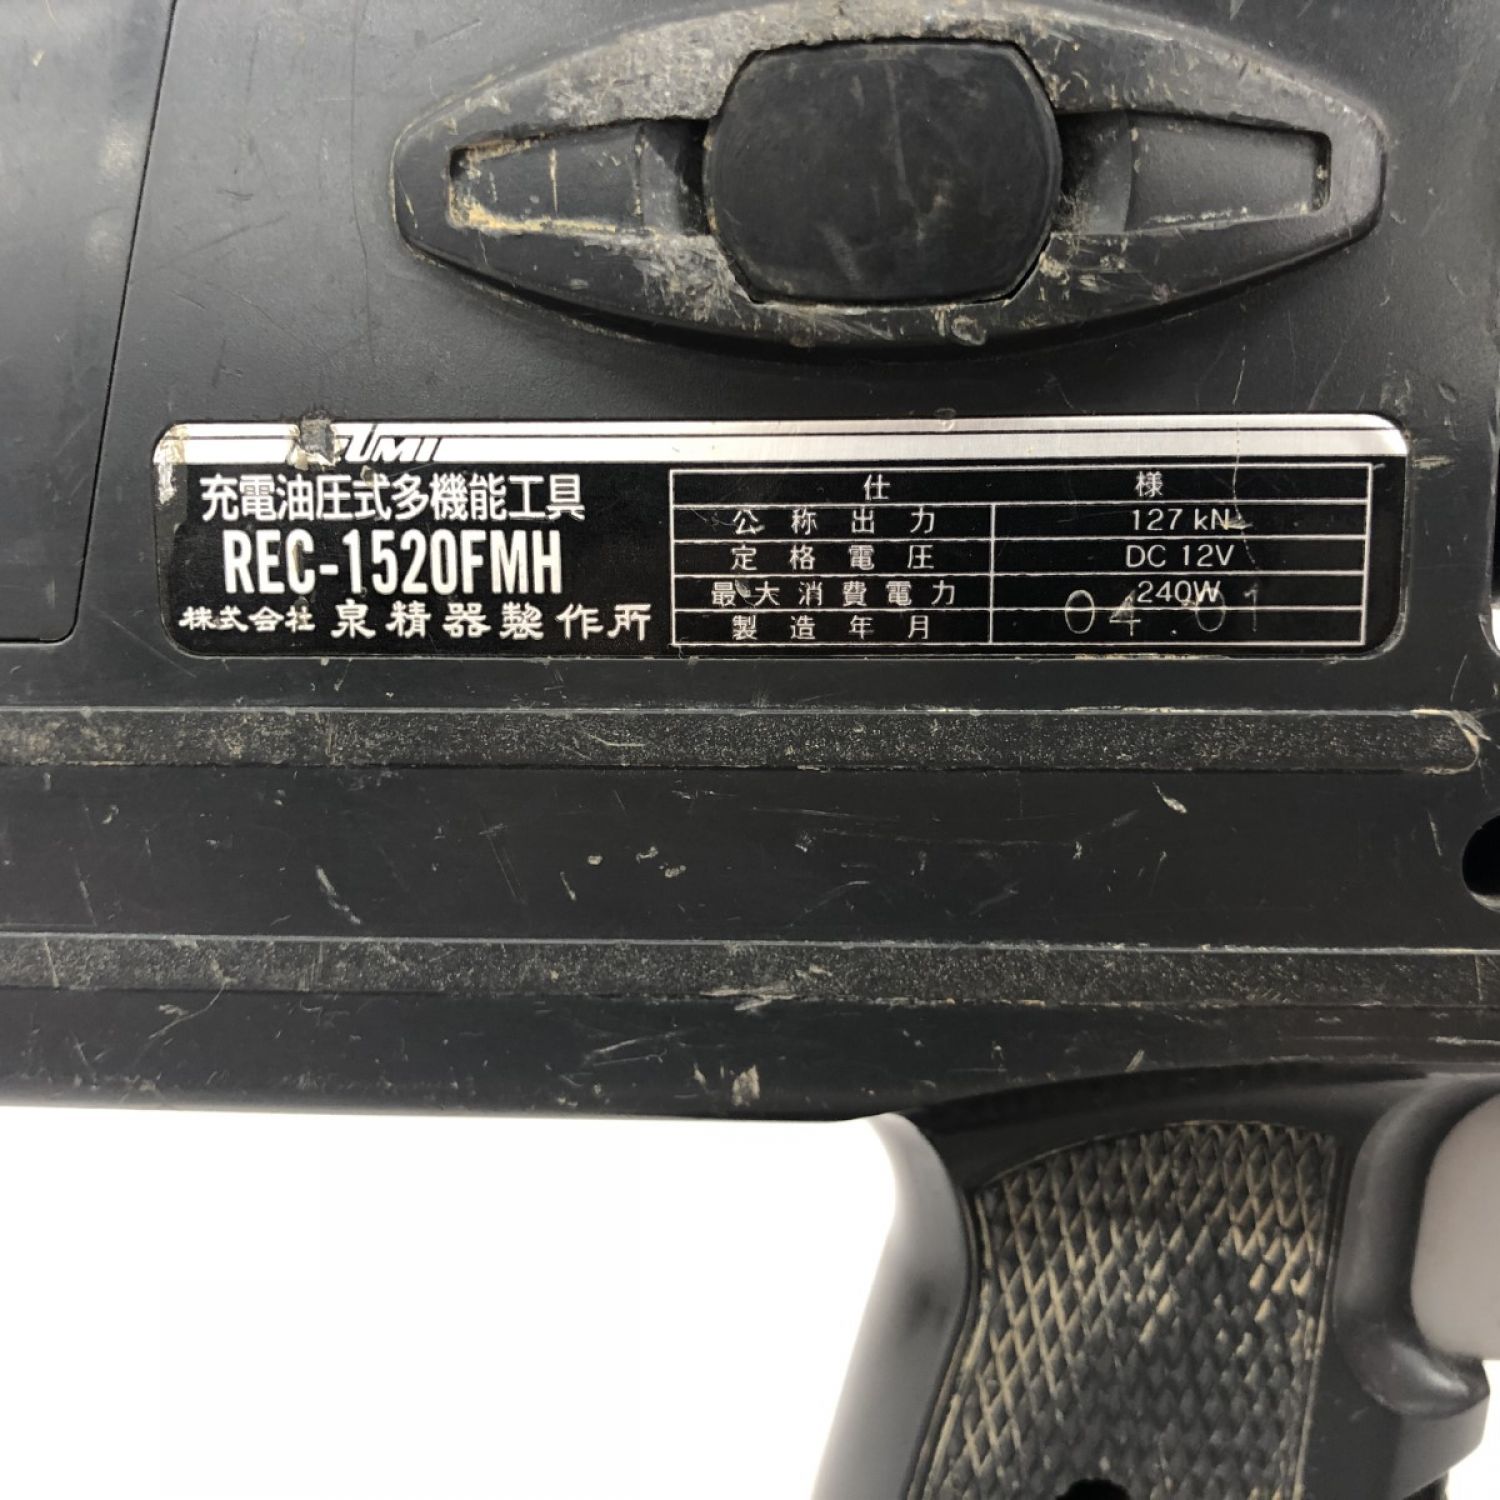 IZUMI
充電油圧式多機能工具
REC-1520FMH
株式会社 泉精器製作所
仕様
公称出力 127 kN
定格電圧 DC 12V
最大消費電力 240W
製造年月 04.01